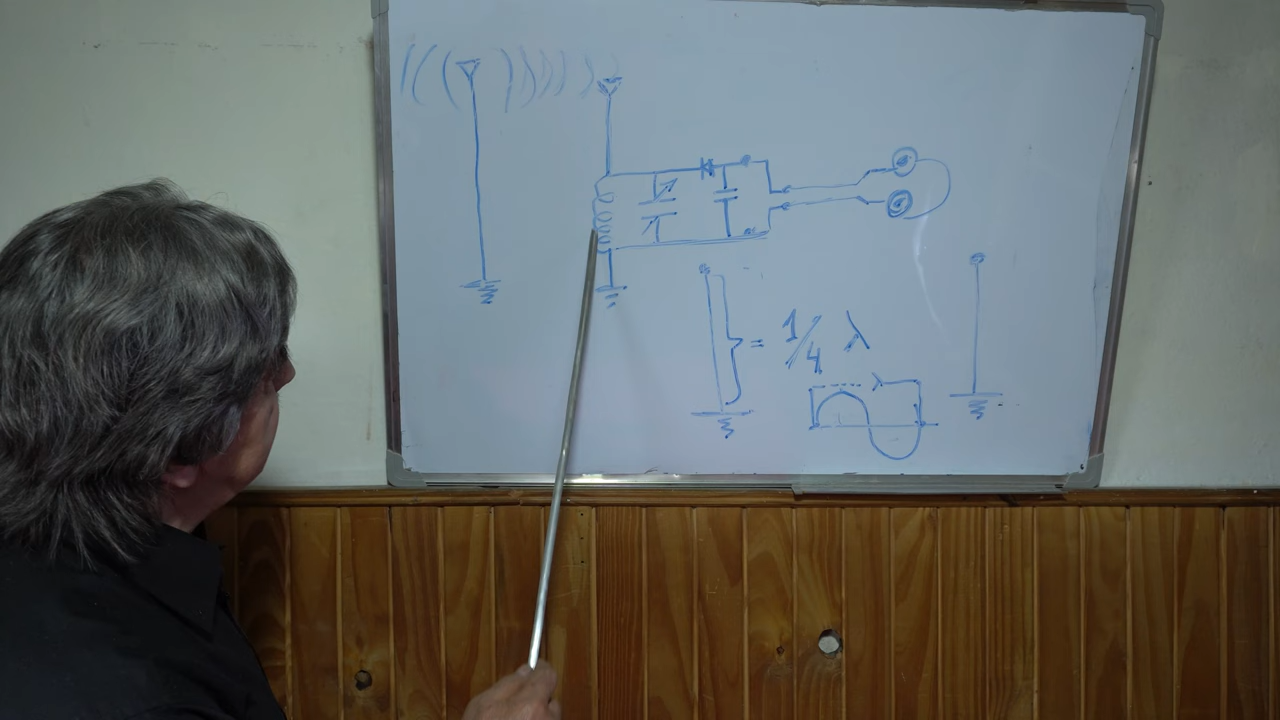 = 1/4 λ